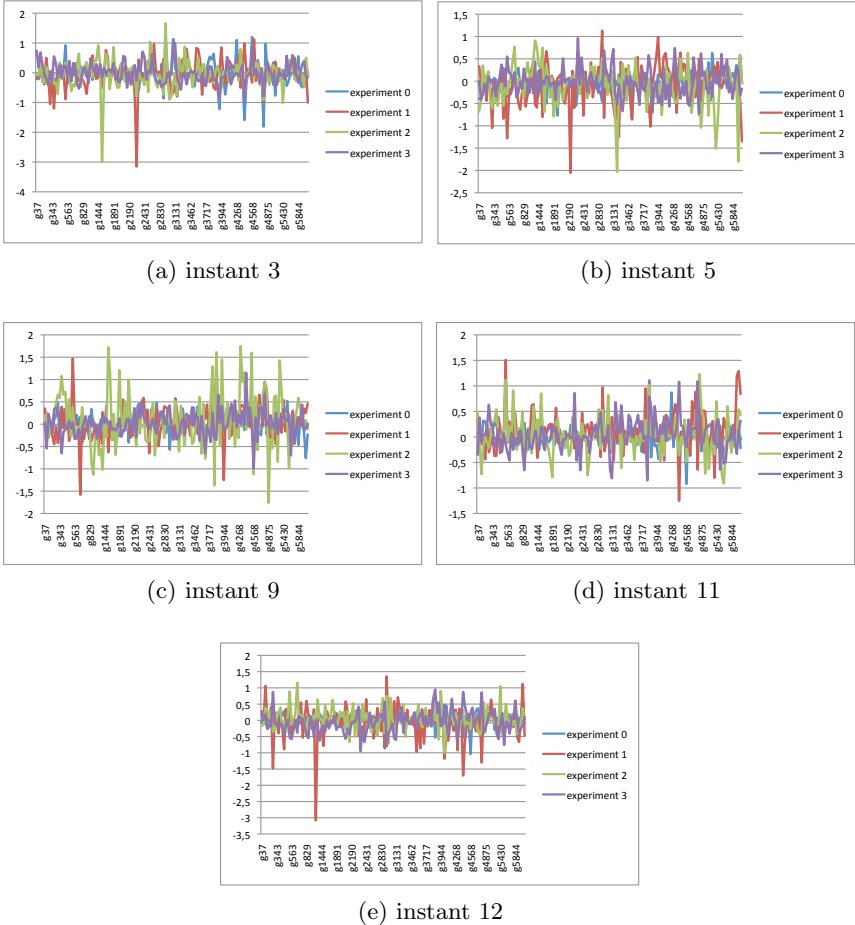 2
1
0
-1
-2
-3
-4
g37
g343
g563
g829
g1444
g1891
g2190
g2431
g2830
g3131
g3462
g3717
g3944
g4268
g4568
g4875
g5430
g5844
experiment 0
experiment 1
experiment 2
experiment 3
(a) instant 3
1,5
1
0,5
0
-0,5
-1
-1,5
-2
-2,5
g37
g343
g563
g829
g1444
g1891
g2190
g2431
g2830
g3131
g3462
g3717
g3944
g4268
g4568
g4875
g5430
g5844
experiment 0
experiment 1
experiment 2
experiment 3
(b) instant 5
2
1,5
1
0,5
0
-0,5
-1
-1,5
-2
g37
g343
g563
g829
g1444
g1891
g2190
g2431
g2830
g3131
g3462
g3717
g3944
g4268
g4568
g4875
g5430
g5844
experiment 0
experiment 1
experiment 2
experiment 3
(c) instant 9
2
1,5
1
0,5
0
-0,5
-1
-1,5
g37
g343
g563
g829
g1444
g1891
g2190
g2431
g2830
g3131
g3462
g3717
g3944
g4268
g4568
g4875
g5430
g5844
experiment 0
experiment 1
experiment 2
experiment 3
(d) instant 11
2
1,5
1
0,5
0
-0,5
-1
-1,5
-2
-2,5
-3
-3,5
g37
g343
g563
g829
g1444
g1891
g2190
g2431
g2830
g3131
g3462
g3717
g3944
g4268
g4568
g4875
g5430
g5844
experiment 0
experiment 1
experiment 2
experiment 3
(e) instant 12